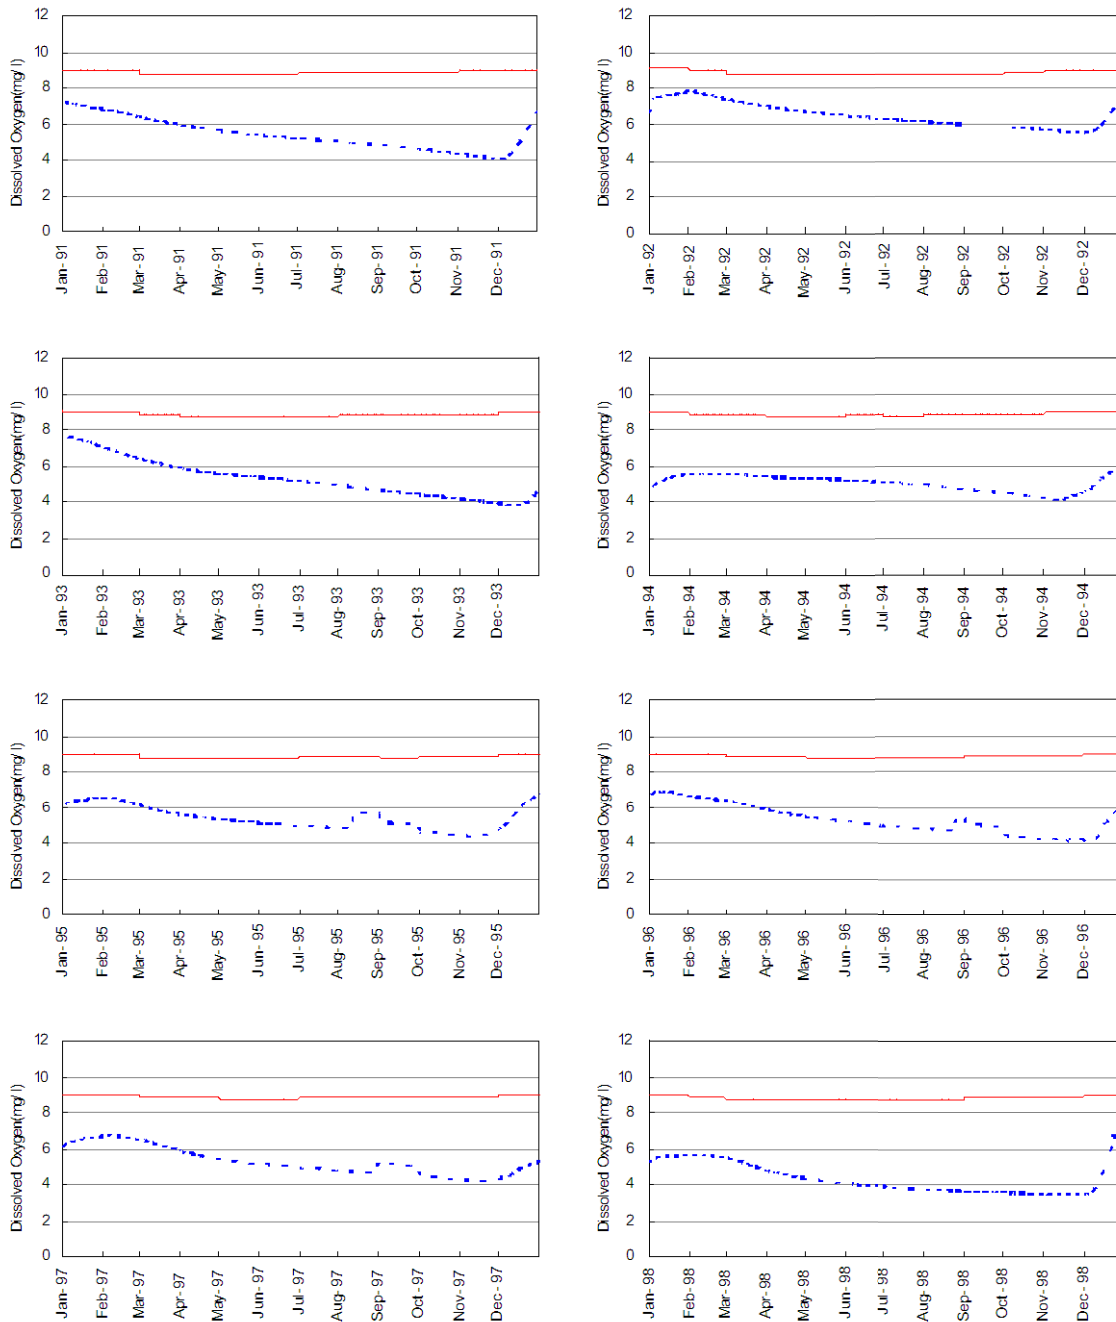 12
10
8
6
4
2
0
Dissolved Oxygen(mg/l)
Jan-91
Feb-91
Mar-91
Apr-91
May-91
Jun-91
Jul-91
Aug-91
Sep-91
Oct-91
Nov-91
Dec-91
12
10
8
6
4
2
0
Dissolved Oxygen(mg/l)
Jan-92
Feb-92
Mar-92
Apr-92
May-92
Jun-92
Jul-92
Aug-92
Sep-92
Oct-92
Nov-92
Dec-92
12
10
8
6
4
2
0
Dissolved Oxygen(mg/l)
Jan-93
Feb-93
Mar-93
Apr-93
May-93
Jun-93
Jul-93
Aug-93
Sep-93
Oct-93
Nov-93
Dec-93
12
10
8
6
4
2
0
Dissolved Oxygen(mg/l)
Jan-94
Feb-94
Mar-94
Apr-94
May-94
Jun-94
Jul-94
Aug-94
Sep-94
Oct-94
Nov-94
Dec-94
12
10
8
6
4
2
0
Dissolved Oxygen(mg/l)
Jan-95
Feb-95
Mar-95
Apr-95
May-95
Jun-95
Jul-95
Aug-95
Sep-95
Oct-95
Nov-95
Dec-95
12
10
8
6
4
2
0
Dissolved Oxygen(mg/l)
Jan-96
Feb-96
Mar-96
Apr-96
May-96
Jun-96
Jul-96
Aug-96
Sep-96
Oct-96
Nov-96
Dec-96
12
10
8
6
4
2
0
Dissolved Oxygen(mg/l)
Jan-97
Feb-97
Mar-97
Apr-97
May-97
Jun-97
Jul-97
Aug-97
Sep-97
Oct-97
Nov-97
Dec-97
12
10
8
6
4
2
0
Dissolved Oxygen(mg/l)
Jan-98
Feb-98
Mar-98
Apr-98
May-98
Jun-98
Jul-98
Aug-98
Sep-98
Oct-98
Nov-98
Dec-98